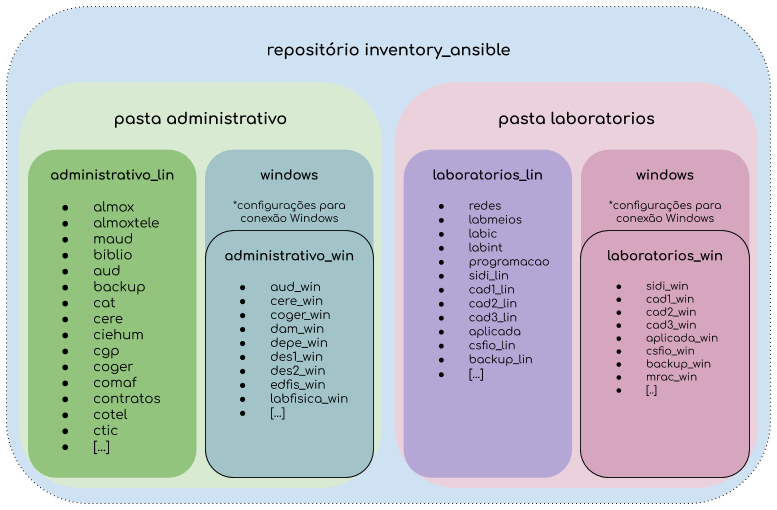 repositório inventory_ansible
pasta administrativo
administrativo_lin
● almox
● almoxtele
● maud
● biblio
● aud
● backup
● cat
● cere
● ciehum
● cgp
● coger
● comaf
● contratos
● cotel
● ctic
● [...]
windows
*configurações para
conexão Windows
administrativo_win
● aud_win
● cere_win
● coger_win
● dam_win
● depe_win
● des1_win
● des2_win
● edfis_win
● labfisica_win
● [...]
pasta laboratorios
laboratorios_lin
● redes
● labmeios
● labic
● labint
● programacao
● sidi_lin
● cad1_lin
● cad2_lin
● cad3_lin
● aplicada
● csfio_lin
● backup_lin
● [...]
windows
*configurações para
conexão Windows
laboratorios_win
● sidi_win
● cad1_win
● cad2_win
● cad3_win
● aplicada_win
● csfio_win
● backup_win
● mrac_win
● [..]